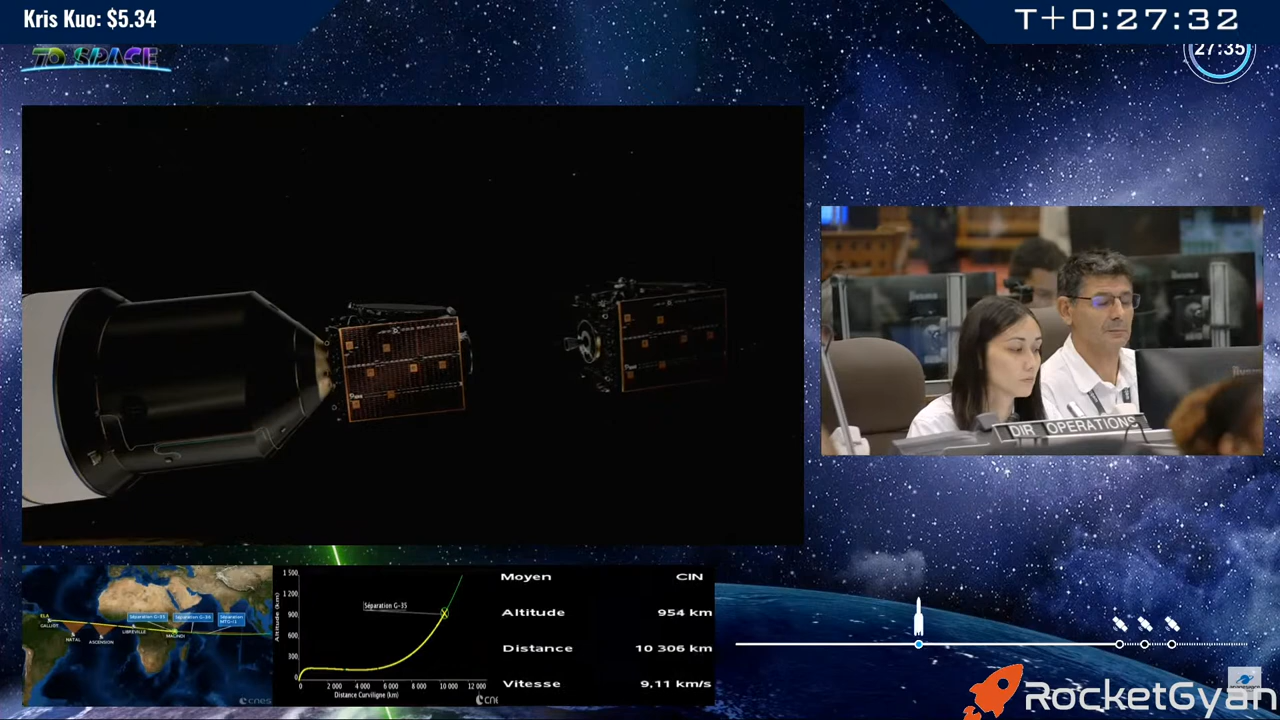 Kris Kuo: $5.34
T+0:27:32
TO SPACE
27:35
DIR OPERATIONS
ELA
GALLIOT
NATAL
ASCENSION
LIBREVILLE
MALINDI
Séparation G-35
Séparation G-36
Séparation
MTG-I1
cnes
Altitude (km)
1 500
1 200
900
600
300
0
2 000
4 000
6 000
8 000
10 000
12 000
Distance Curviligne (km)
Séparation G-35
Moyen CIN
Altitude 954 km
Distance 10 306 km
Vitesse 9,11 km/s
RocketGyan